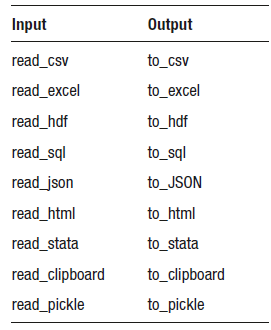 Input Output
read_csv to_csv
read_excel to_excel
read_hdf to_hdf
read_sql to_sql
read_json to_JSON
read_html to_html
read_stata to_stata
read_clipboard to_clipboard
read_pickle to_pickle